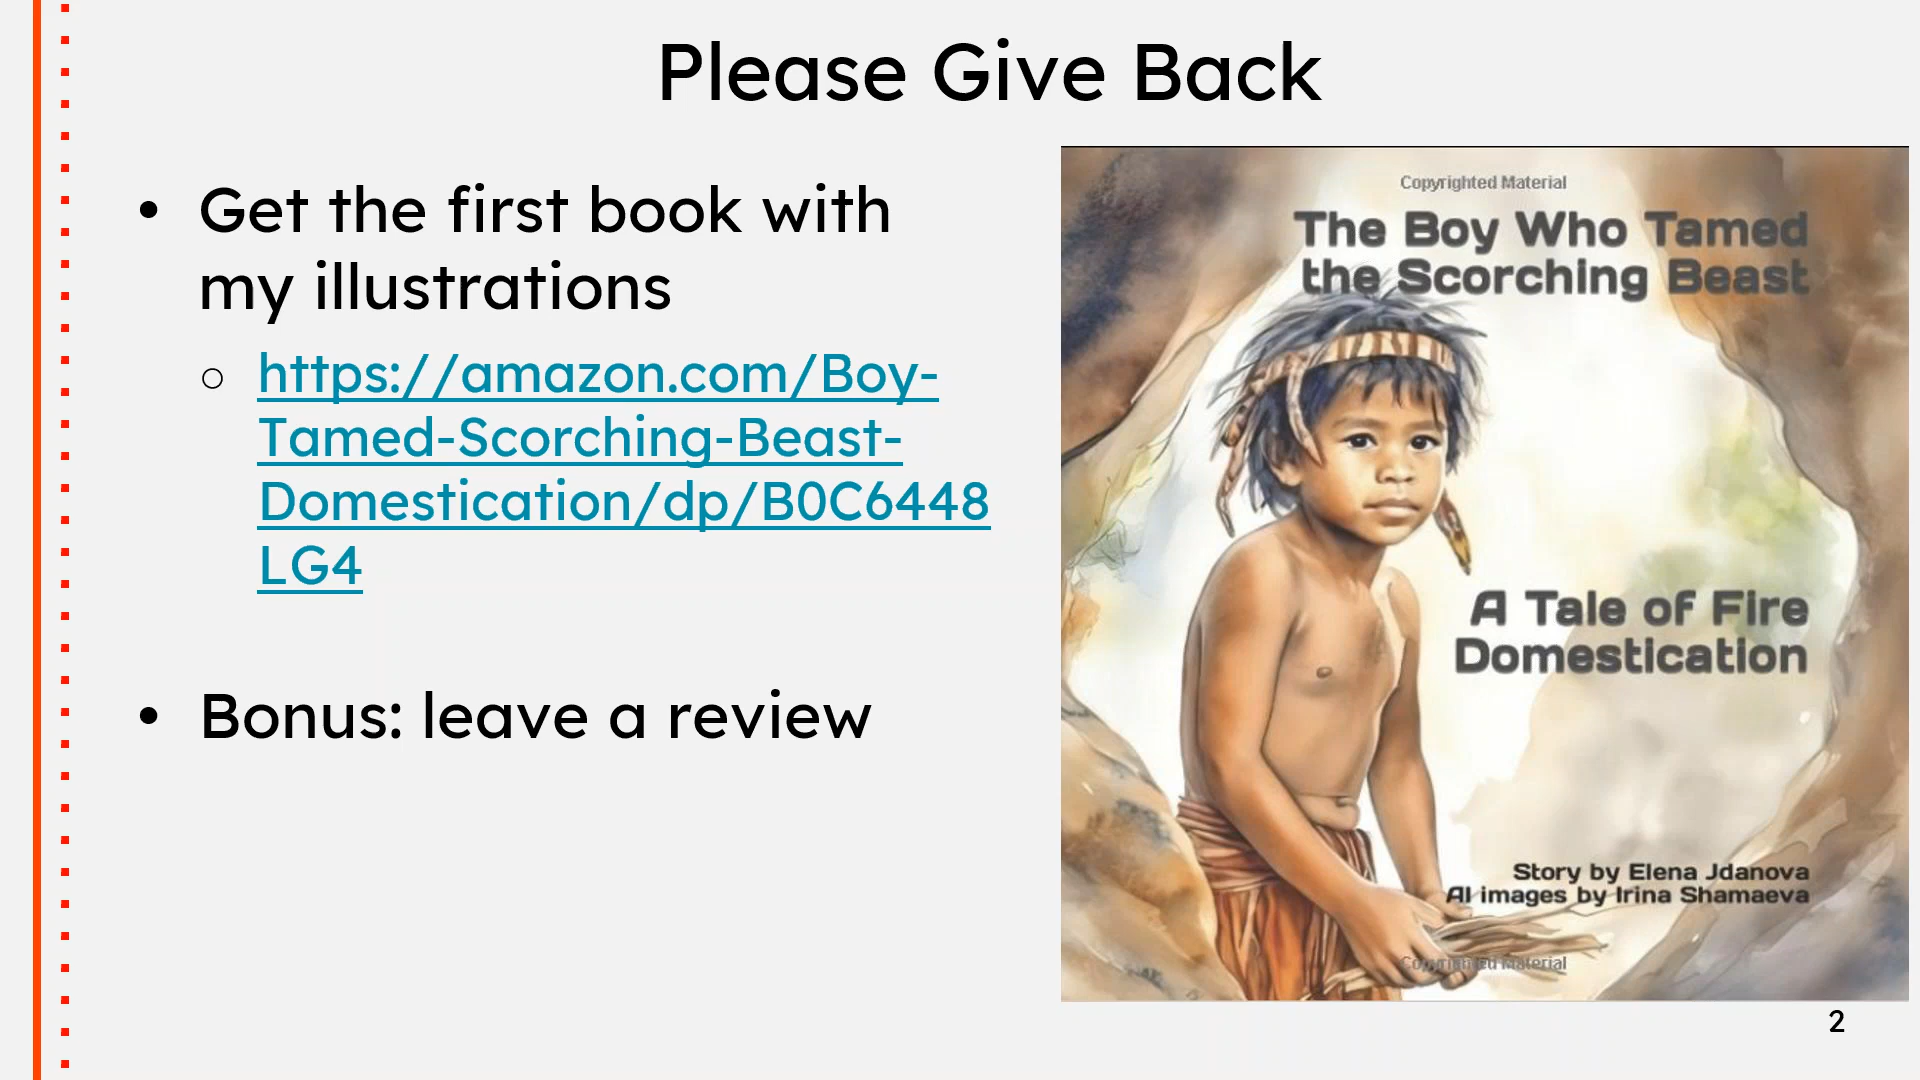 Please Give Back
• Get the first book with
my illustrations
○ https://amazon.com/Boy-
Tamed-Scorching-Beast-
Domestication/dp/B0C6448
LG4
• Bonus: leave a review
Copyrighted Material
The Boy Who Tamed
the Scorching Beast
A Tale of Fire
Domestication
Story by Elena Jdanova
AI images by Irina Shamaeva
Copyrighted Material
2